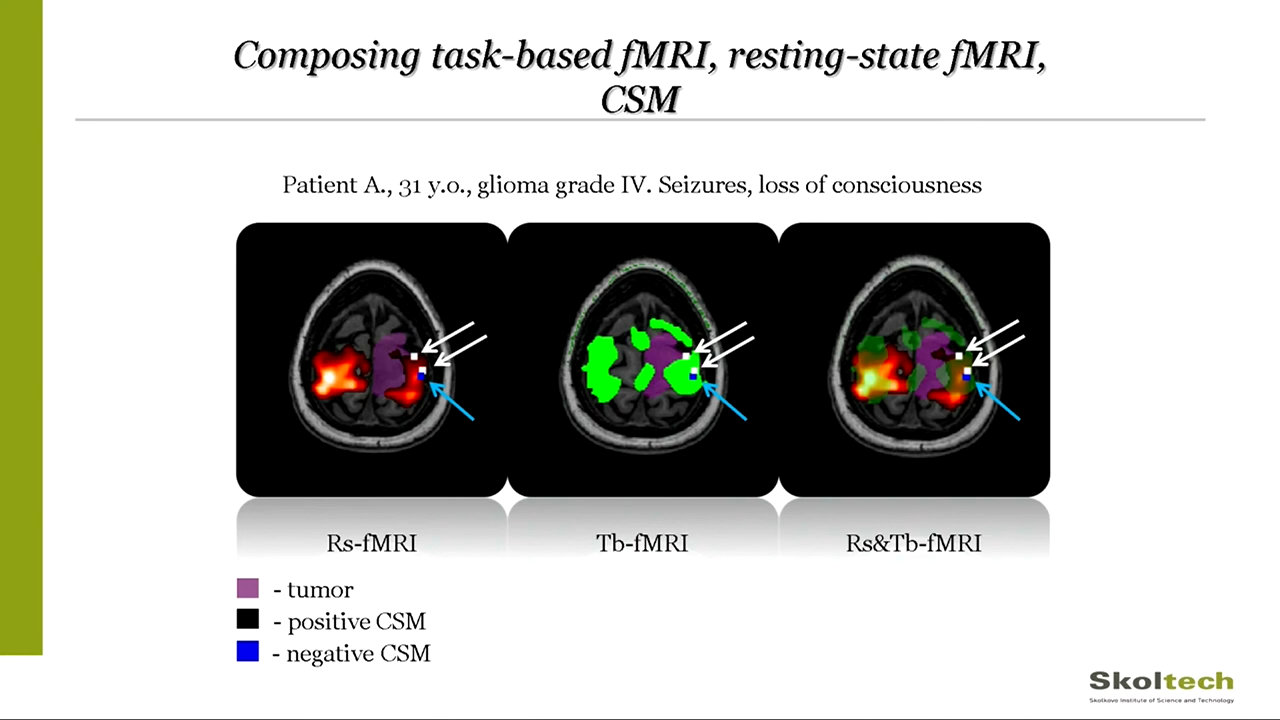 Composing task-based fMRI, resting-state fMRI,
CSM
Patient A., 31 y.o., glioma grade IV. Seizures, loss of consciousness
Rs-fMRI
Tb-fMRI
Rs&Tb-fMRI
- tumor
- positive CSM
- negative CSM
Skoltech
Skolkovo Institute of Science and Technology